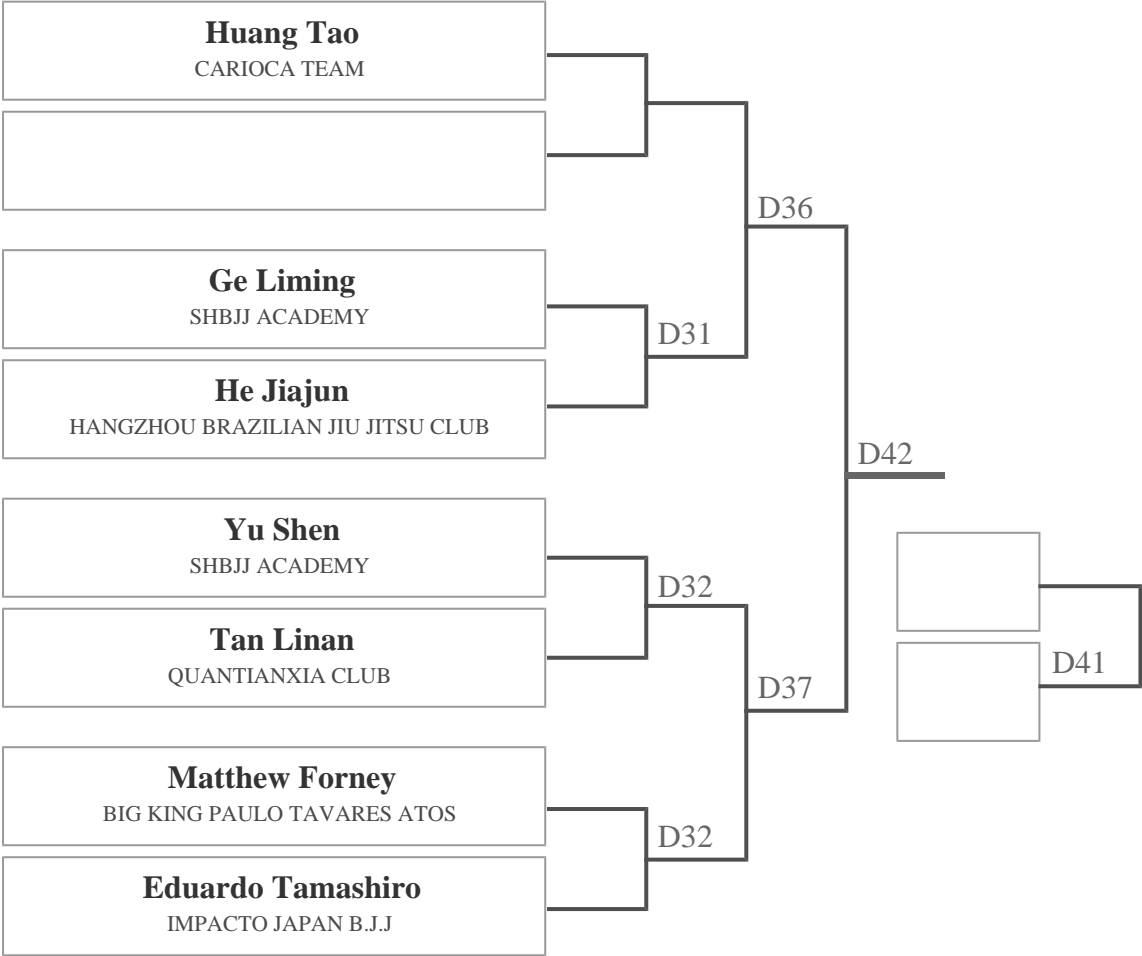 Huang Tao
CARIOCA TEAM
D36
Ge Liming
SHBJJ ACADEMY
D31
He Jiajun
HANGZHOU BRAZILIAN JIU JITSU CLUB
D42
Yu Shen
SHBJJ ACADEMY
D32
Tan Linan
QUANTIANXIA CLUB
D41
D37
Matthew Forney
BIG KING PAULO TAVARES ATOS
D32
Eduardo Tamashiro
IMPACTO JAPAN B.J.J